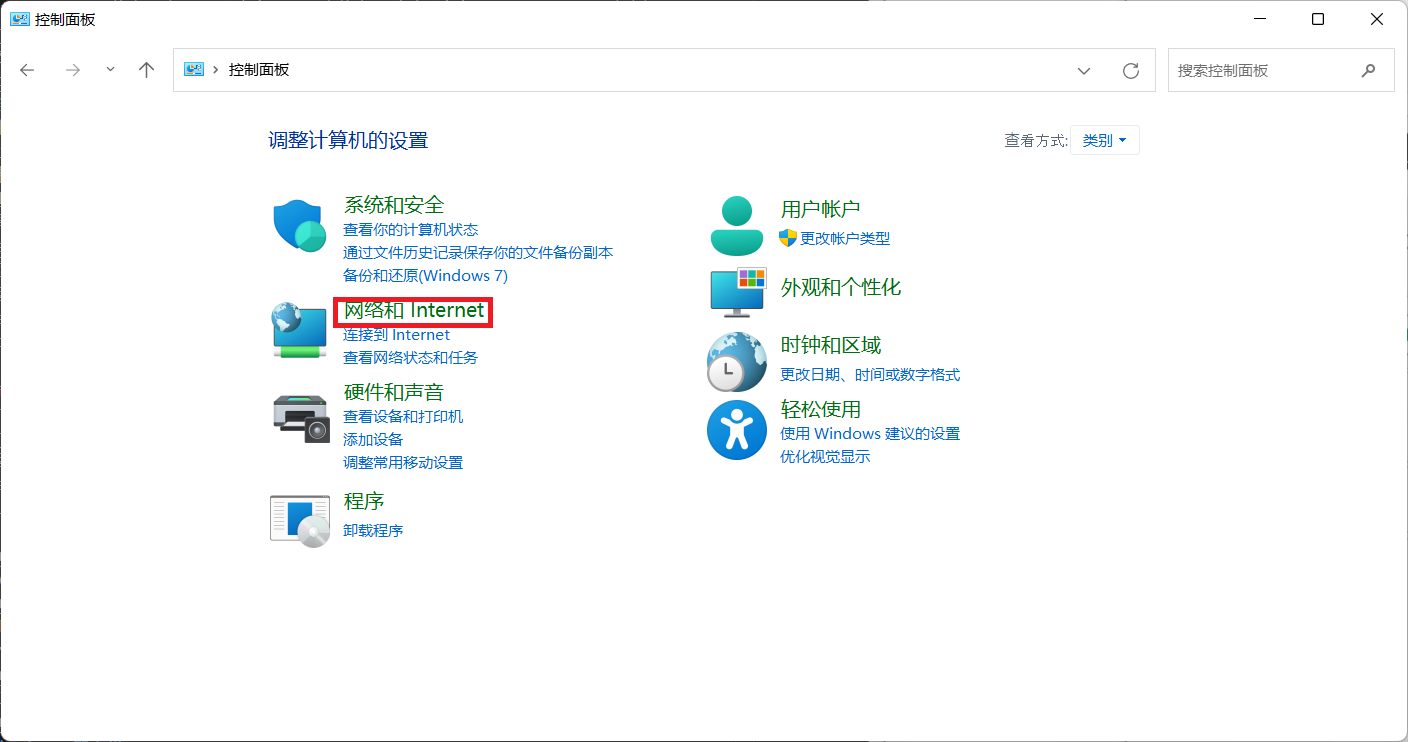 控制面板
控制面板
搜索控制面板
调整计算机的设置
查看方式: 类别
系统和安全
查看你的计算机状态
通过文件历史记录保存你的文件备份副本
备份和还原(Windows 7)
网络和 Internet
连接到 Internet
查看网络状态和任务
硬件和声音
查看设备和打印机
添加设备
调整常用移动设置
程序
卸载程序
用户帐户
更改帐户类型
外观和个性化
时钟和区域
更改日期、时间或数字格式
轻松使用
使用 Windows 建议的设置
优化视觉显示